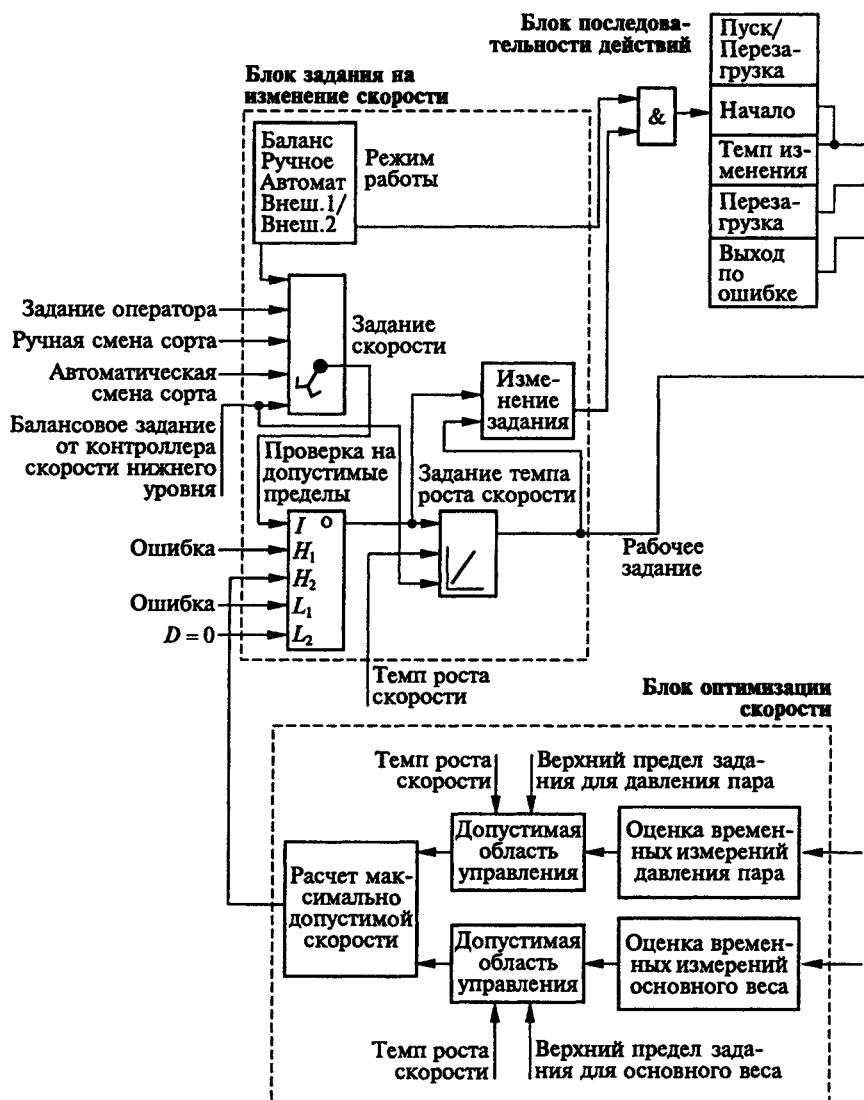 Блок последова-
тельности действий
Пуск/
Переза-
грузка
Начало
Темп из-
менения
Переза-
грузка
Выход
по
ошибке
&
Блок задания на
изменение скорости
Баланс
Ручное
Автомат
Внеш.1/
Внеш.2
Режим
работы
Задание оператора
Ручная смена сорта
Автоматическая
смена сорта
Балансовое задание
от контроллера
скорости нижнего
уровня
Задание
скорости
Изме-
нение
задания
Проверка на
допустимые
пределы
Задание темпа
роста скорости
I O
H1
H2
L1
L2
Ошибка
Ошибка
D = 0
Рабочее
задание
Темп роста
скорости
Блок оптимизации
скорости
Темп роста
скорости
Верхний предел зада-
ния для давления пара
Допустимая
область
управления
Оценка времен-
ных измерений
давления пара
Расчет мак-
симально
допустимой
скорости
Допустимая
область
управления
Оценка времен-
ных измерений
основного веса
Темп роста
скорости
Верхний предел зада-
ния для основного веса